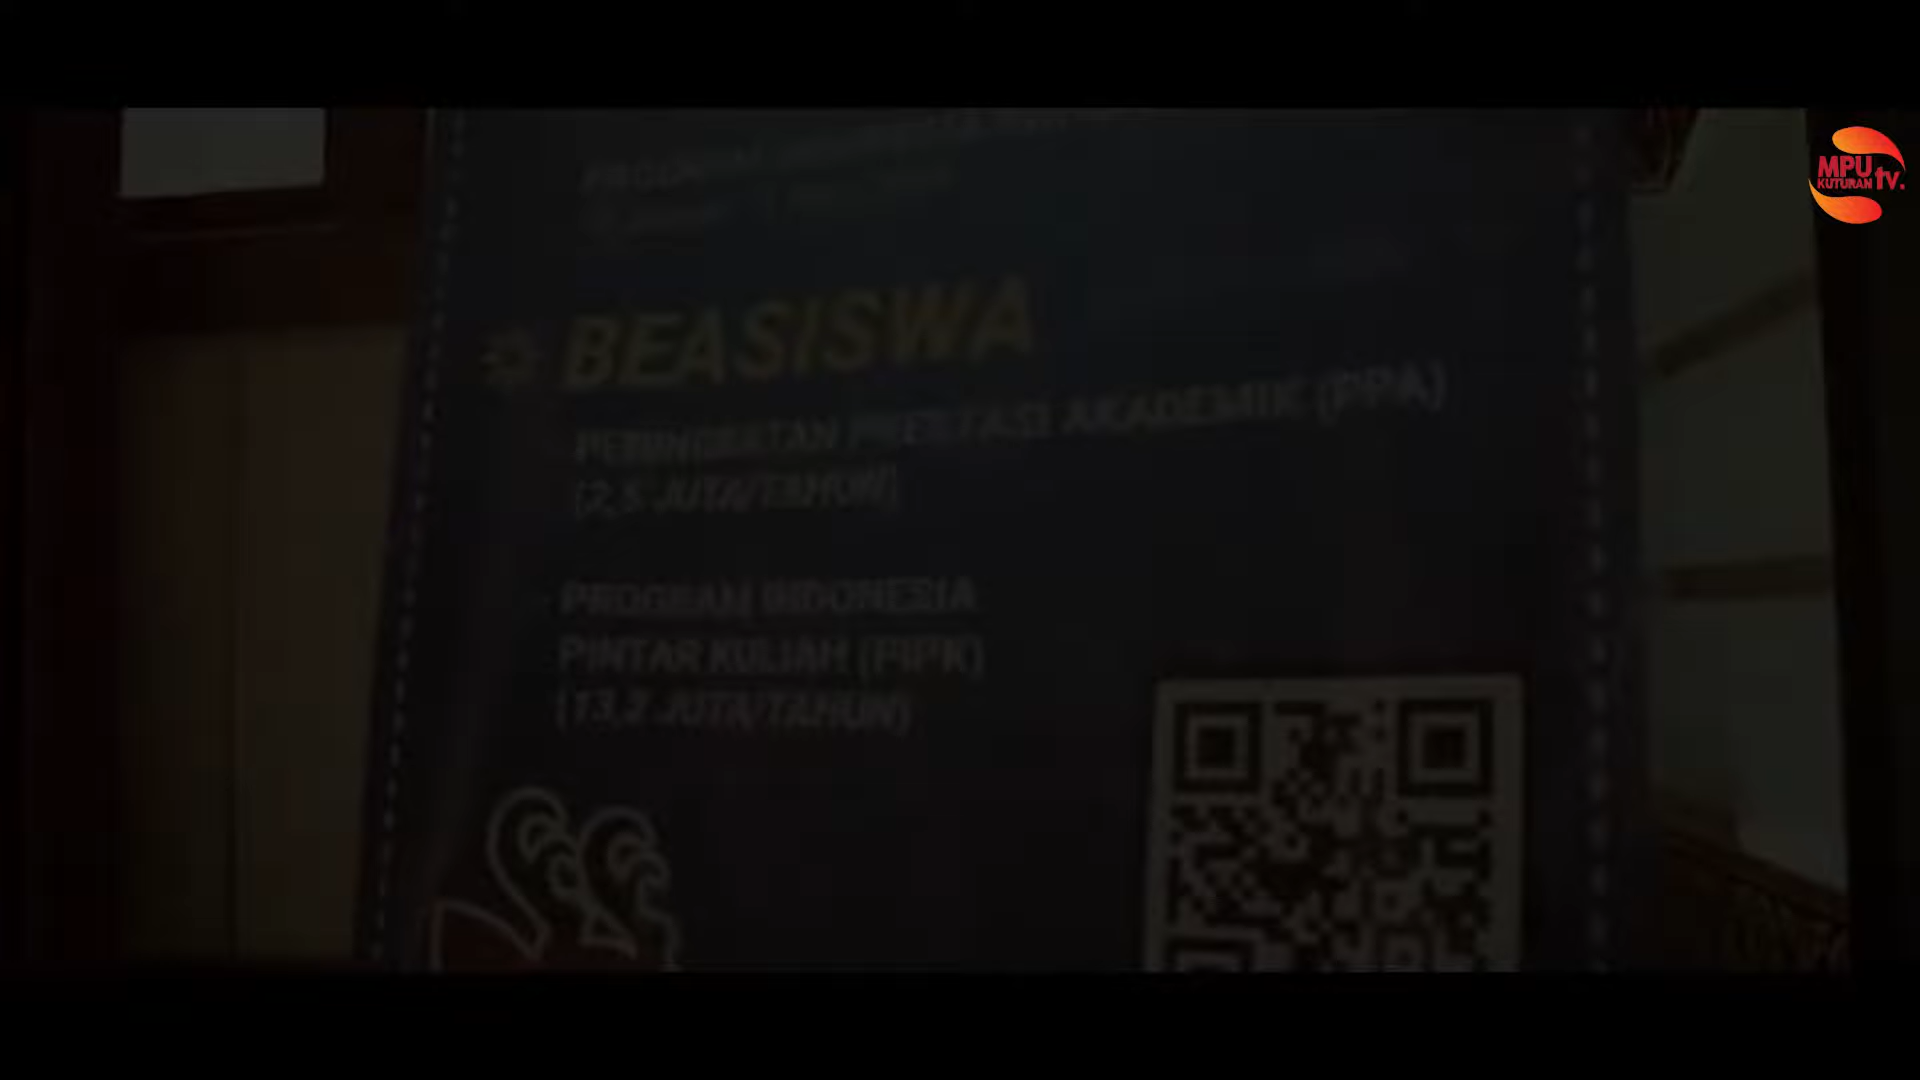 MPU
KUTURAN tv.
BEASISWA
PENINGKATAN PRESTASI AKADEMIK (PPA)
(2,5 JUTA/TAHUN)
PROGRAM INDONESIA
PINTAR KULIAH (PIPK)
(13,2 JUTA/TAHUN)